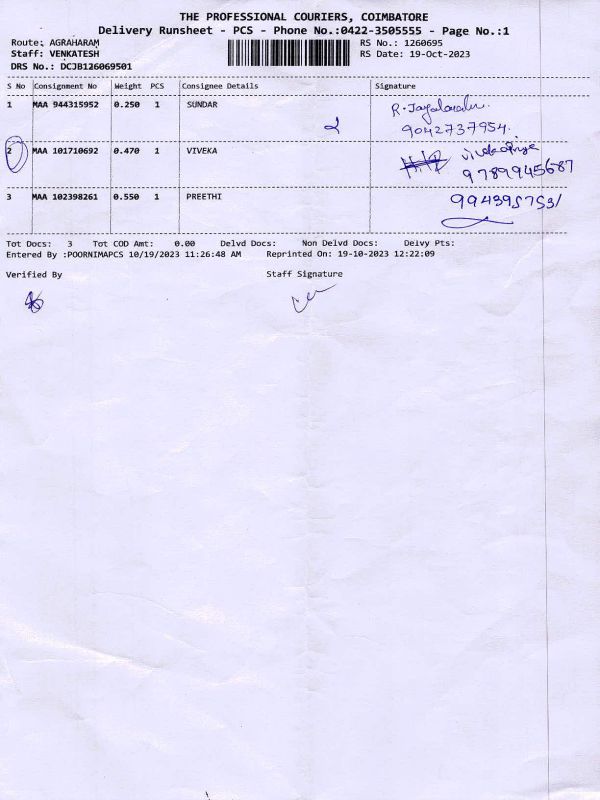 THE PROFESSIONAL COURIERS, COIMBATORE
Delivery Runsheet - PCS - Phone No.:0422-3505555 - Page No.:1
Route: AGRAHARAM
RS No.: 1260695
Staff: VENKATESH
RS Date: 19-Oct-2023
DRS No.: DCJB126069501
S No Consignment No Weight PCS Consignee Details Signature
1 MAA 944315952 0.250 1 SUNDAR
9042737954.
2 MAA 101710692 0.470 1 VIVEKA
9789945687
3 MAA 102398261 0.550 1 PREETHI
9943957531
Tot Docs: 3 Tot COD Amt: 0.00 Delvd Docs: Non Delvd Docs: Delvy Pts:
Entered By :POORNIMAPCS 10/19/2023 11:26:48 AM Reprinted On: 19-10-2023 12:22:09
Verified By Staff Signature